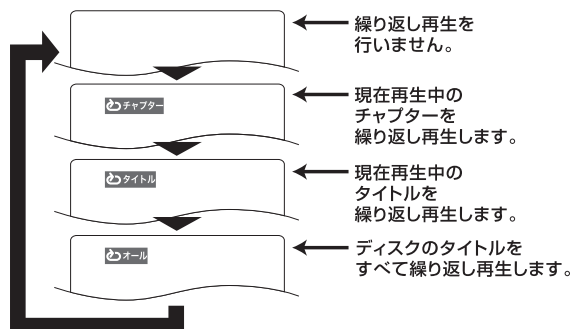 繰り返し再生を
行いません。
チャプター
現在再生中の
チャプターを
繰り返し再生します。
タイトル
現在再生中の
タイトルを
繰り返し再生します。
オール
ディスクのタイトルを
すべて繰り返し再生します。